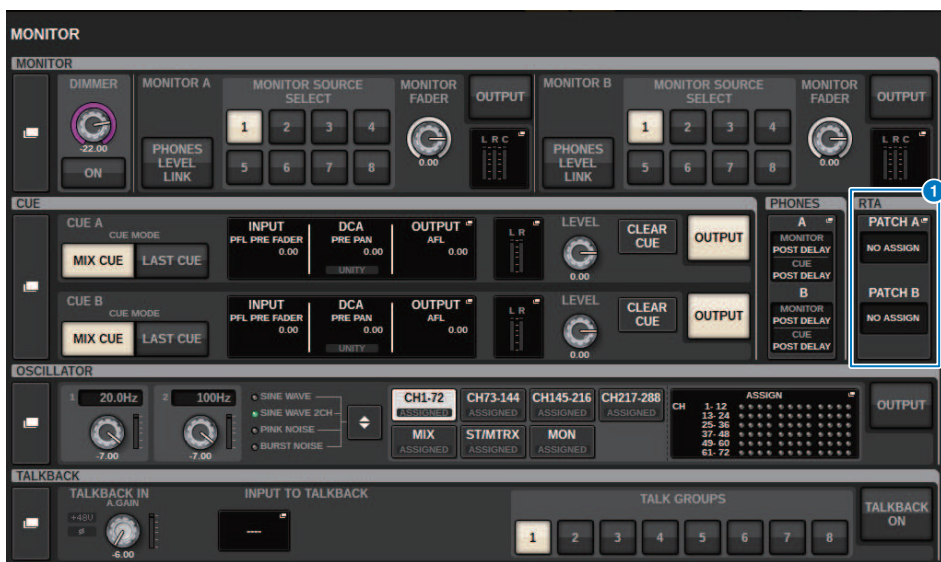 MONITOR
MONITOR
DIMMER
-22.00
ON
MONITOR A
PHONES LEVEL LINK
MONITOR SOURCE SELECT
1 2 3 4
5 6 7 8
MONITOR FADER
0.00
OUTPUT
L R C
MONITOR B
PHONES LEVEL LINK
MONITOR SOURCE SELECT
1 2 3 4
5 6 7 8
MONITOR FADER
0.00
OUTPUT
L R C
CUE
CUE A
CUE MODE
MIX CUE LAST CUE
INPUT DCA OUTPUT
PFL PRE FADER PRE PAN AFL
0.00 0.00 0.00
UNITY
L R
LEVEL
0.00
CLEAR CUE
OUTPUT
CUE B
CUE MODE
MIX CUE LAST CUE
INPUT DCA OUTPUT
PFL PRE FADER PRE PAN AFL
0.00 0.00 0.00
UNITY
L R
LEVEL
0.00
CLEAR CUE
OUTPUT
PHONES
A
MONITOR
POST DELAY
CUE
POST DELAY
B
MONITOR
POST DELAY
CUE
POST DELAY
1
RTA
PATCH A
NO ASSIGN
PATCH B
NO ASSIGN
OSCILLATOR
1 20.0Hz
-7.00
2 100Hz
-7.00
SINE WAVE
SINE WAVE 2CH
PINK NOISE
BURST NOISE
CH1-72 CH73-144 CH145-216 CH217-288
ASSIGNED ASSIGNED ASSIGNED ASSIGNED
MIX ST/MTRX MON
ASSIGNED ASSIGNED ASSIGNED
ASSIGN
CH 1- 12
13- 24
25- 36
37- 48
49- 60
61- 72
OUTPUT
TALKBACK
TALKBACK IN
A.GAIN
+48V
ø
-6.00
INPUT TO TALKBACK
----
TALK GROUPS
1 2 3 4 5 6 7 8
TALKBACK ON